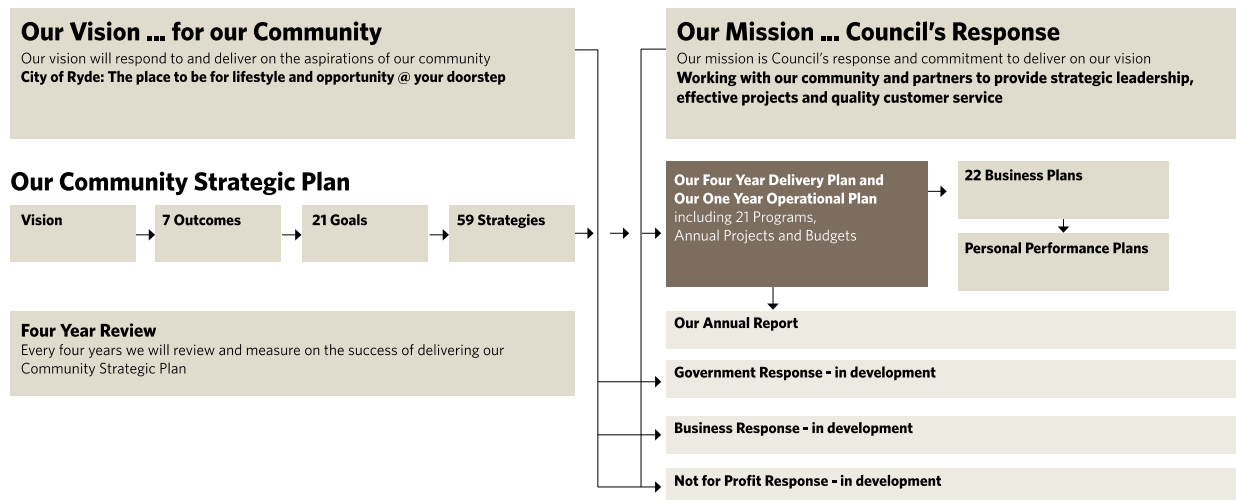 Our Vision ... for our Community
Our vision will respond to and deliver on the aspirations of our community
City of Ryde: The place to be for lifestyle and opportunity @ your doorstep
Our Mission ... Council's Response
Our mission is Council's response and commitment to deliver on our vision
Working with our community and partners to provide strategic leadership,
effective projects and quality customer service
Our Community Strategic Plan
Vision
7 Outcomes
21 Goals
59 Strategies
Four Year Review
Every four years we will review and measure on the success of delivering our
Community Strategic Plan
Our Four Year Delivery Plan and
Our One Year Operational Plan
including 21 Programs,
Annual Projects and Budgets
22 Business Plans
Personal Performance Plans
Our Annual Report
Government Response - in development
Business Response - in development
Not for Profit Response - in development